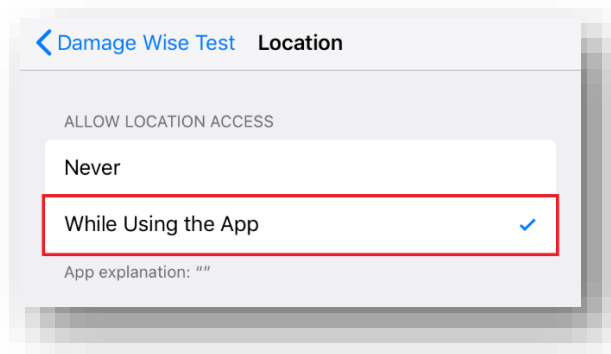 Damage Wise Test Location
ALLOW LOCATION ACCESS
Never
While Using the App
App explanation: “”